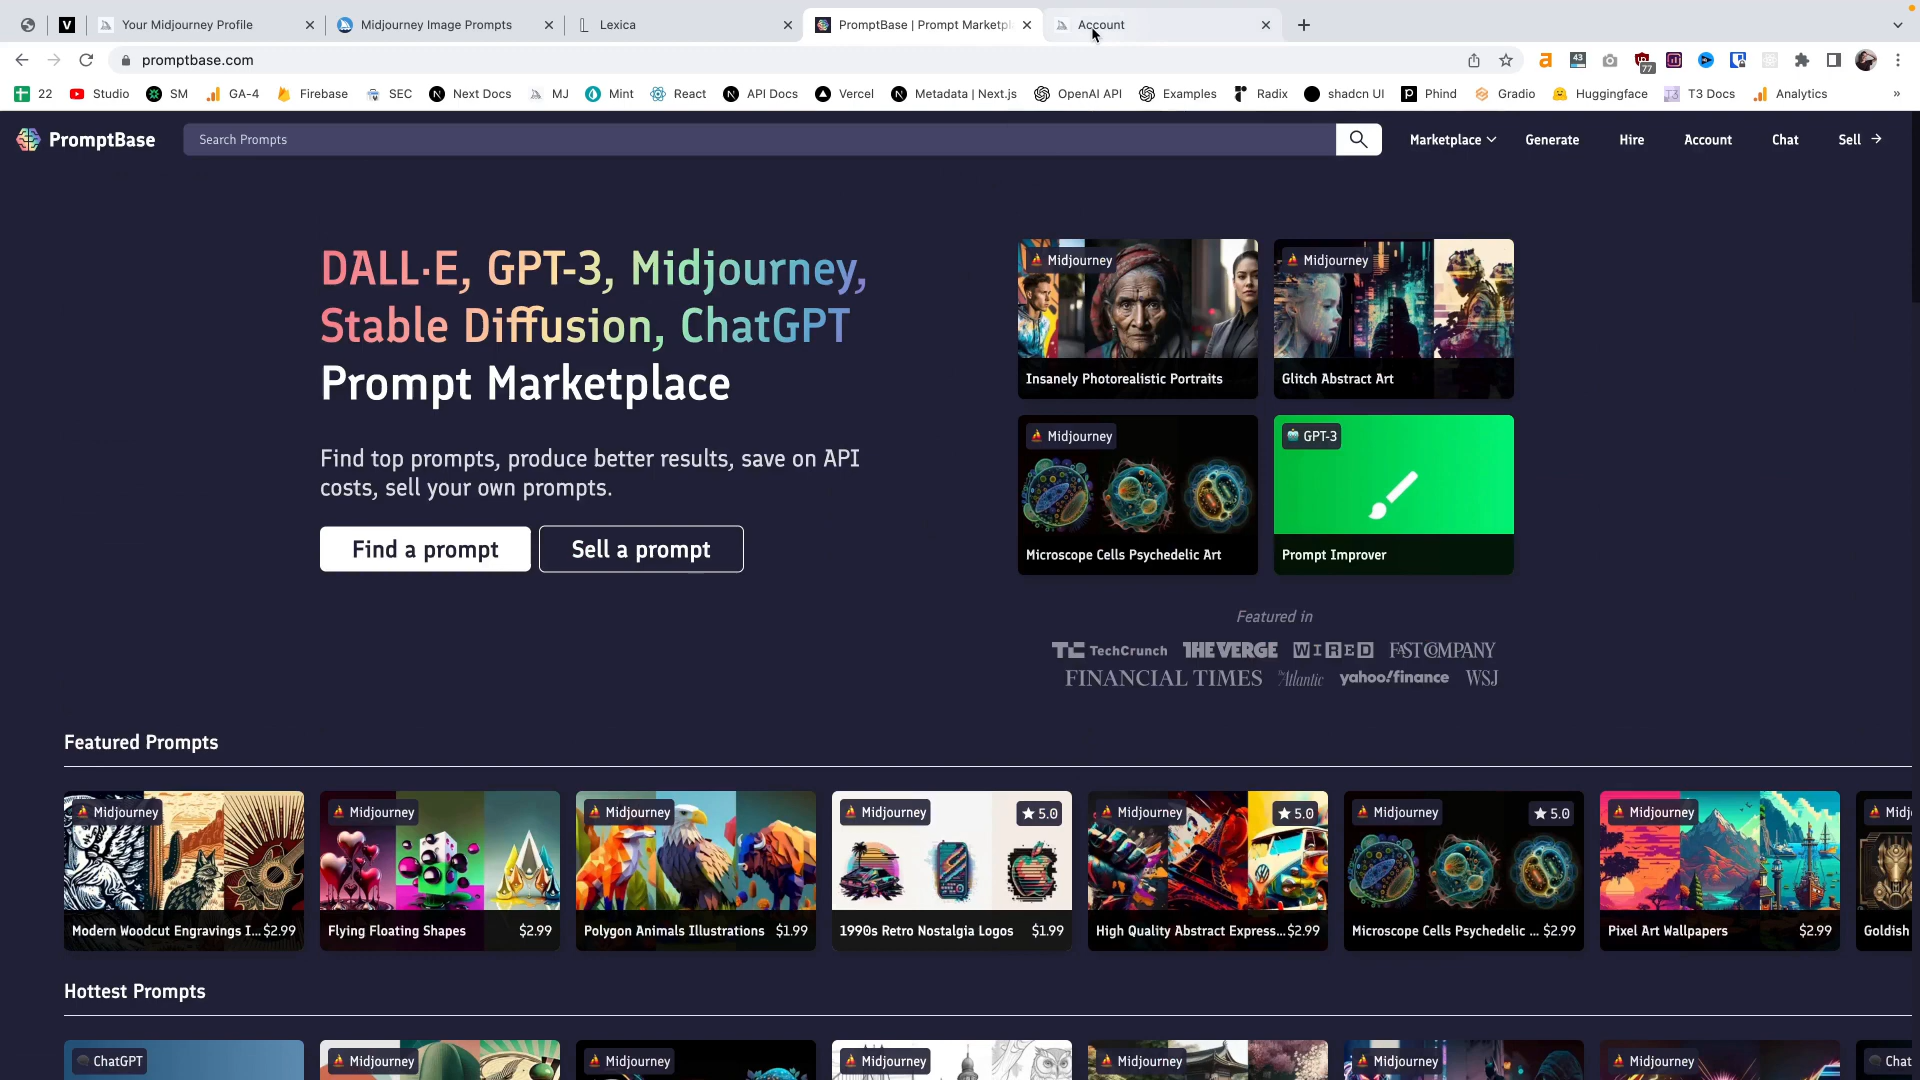 Your Midjourney Profile
Midjourney Image Prompts
Lexica
PromptBase | Prompt Marketpl
Account
promptbase.com
43
77
22
Studio
SM
GA-4
Firebase
SEC
Next Docs
MJ
Mint
React
API Docs
Vercel
Metadata | Next.js
OpenAI API
Examples
Radix
shadcn UI
Phind
Gradio
Huggingface
T3 Docs
Analytics
»
PromptBase
Search Prompts
Marketplace
Generate
Hire
Account
Chat
Sell →
DALL·E, GPT-3, Midjourney,
Stable Diffusion, ChatGPT
Prompt Marketplace
Find top prompts, produce better results, save on API
costs, sell your own prompts.
Find a prompt
Sell a prompt
Midjourney
Insanely Photorealistic Portraits
Midjourney
Glitch Abstract Art
Midjourney
Microscope Cells Psychedelic Art
GPT-3
Prompt Improver
Featured in
TechCrunch THE VERGE WIRED FAST COMPANY
FINANCIAL TIMES The Atlantic yahoo!finance WSJ
Featured Prompts
Midjourney
Modern Woodcut Engravings I... $2.99
Midjourney
Flying Floating Shapes $2.99
Midjourney
Polygon Animals Illustrations $1.99
Midjourney
★ 5.0
1990s Retro Nostalgia Logos $1.99
Midjourney
★ 5.0
High Quality Abstract Express... $2.99
Midjourney
★ 5.0
Microscope Cells Psychedelic ... $2.99
Midjourney
Pixel Art Wallpapers $2.99
Midj
Goldish
Hottest Prompts
ChatGPT
Midjourney
Midjourney
Midjourney
Midjourney
Midjourney
Midjourney
Chat